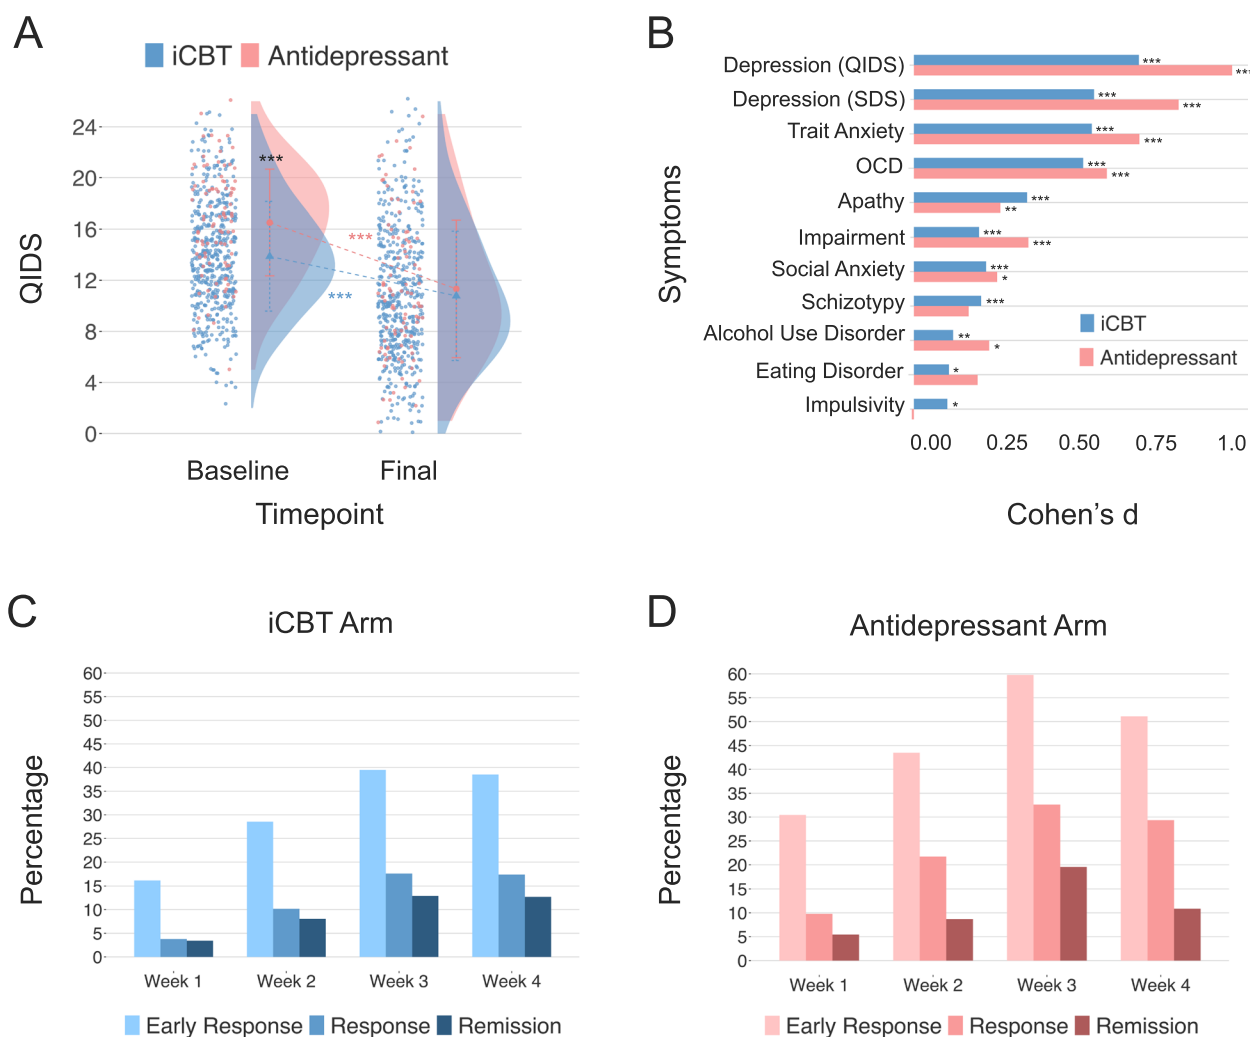 A
iCBT Antidepressant
QIDS
24
20
16
12
8
4
0
***
***
***
Baseline Final
Timepoint
B
Symptoms
Depression (QIDS) *** ***
Depression (SDS) *** ***
Trait Anxiety *** ***
OCD *** ***
Apathy *** **
Impairment *** ***
Social Anxiety *** *
Schizotypy ***
Alcohol Use Disorder ** *
Eating Disorder *
Impulsivity *
iCBT
Antidepressant
0.00 0.25 0.50 0.75 1.0
Cohen's d
C
iCBT Arm
Percentage
60
55
50
45
40
35
30
25
20
15
10
5
0
Week 1 Week 2 Week 3 Week 4
Early Response Response Remission
D
Antidepressant Arm
Percentage
60
55
50
45
40
35
30
25
20
15
10
5
0
Week 1 Week 2 Week 3 Week 4
Early Response Response Remission